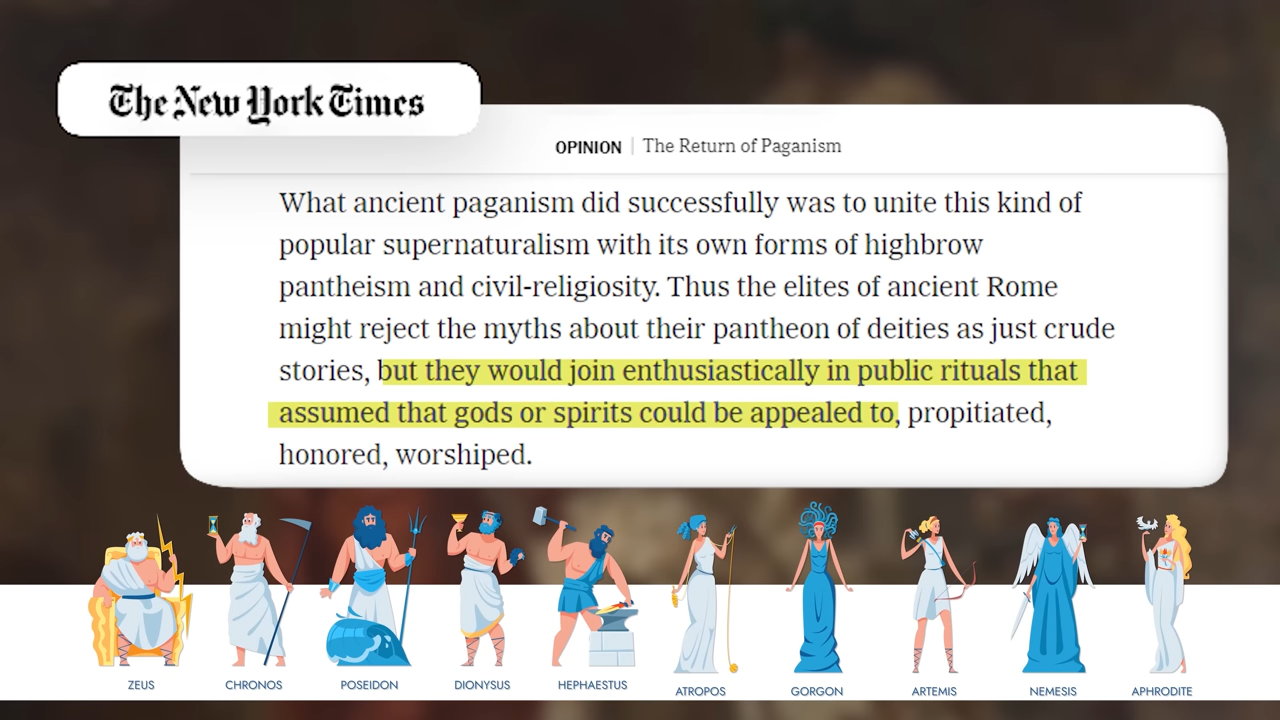 The New York Times
OPINION | The Return of Paganism
What ancient paganism did successfully was to unite this kind of
popular supernaturalism with its own forms of highbrow
pantheism and civil-religiosity. Thus the elites of ancient Rome
might reject the myths about their pantheon of deities as just crude
stories, but they would join enthusiastically in public rituals that
assumed that gods or spirits could be appealed to, propitiated,
honored, worshiped.
ZEUS CHRONOS POSEIDON DIONYSUS HEPHAESTUS ATROPOS GORGON ARTEMIS NEMESIS APHRODITE